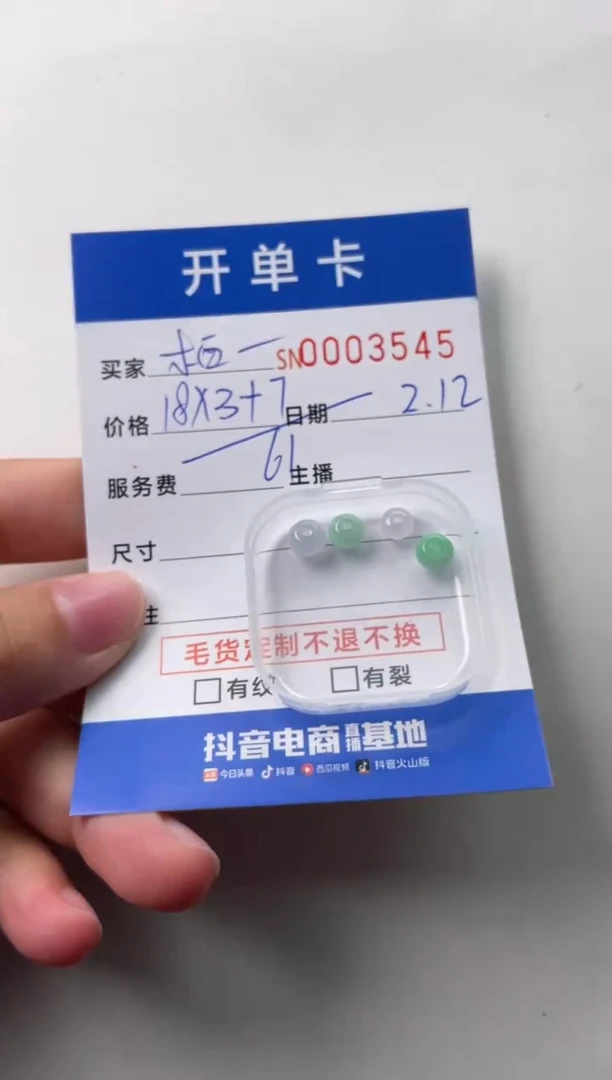 开单卡
买家 SN0003545
价格 18X3+7 日期 2.12
服务费 61 主播
尺寸
注
毛货定制不退不换
□有纹 □有裂
抖音电商直播基地
今日头条 抖音 西瓜视频 抖音火山版